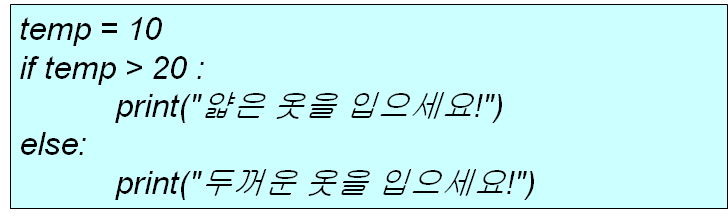 temp = 10
if temp > 20 :
print("얇은 옷을 입으세요!")
else:
print("두꺼운 옷을 입으세요!")